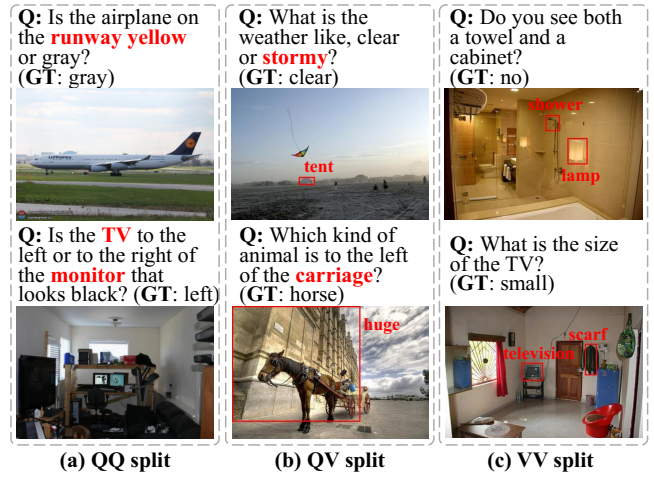 Q: Is the airplane on
the runway yellow
or gray?
(GT: gray)
Lufthansa
Q: Is the TV to the
left or to the right of
the monitor that
looks black? (GT: left)
(a) QQ split
Q: What is the
weather like, clear
or stormy?
(GT: clear)
tent
Q: Which kind of
animal is to the left
of the carriage?
(GT: horse)
huge
(b) QV split
Q: Do you see both
a towel and a
cabinet?
(GT: no)
shower
lamp
Q: What is the size
of the TV?
(GT: small)
scarf
television
(c) VV split